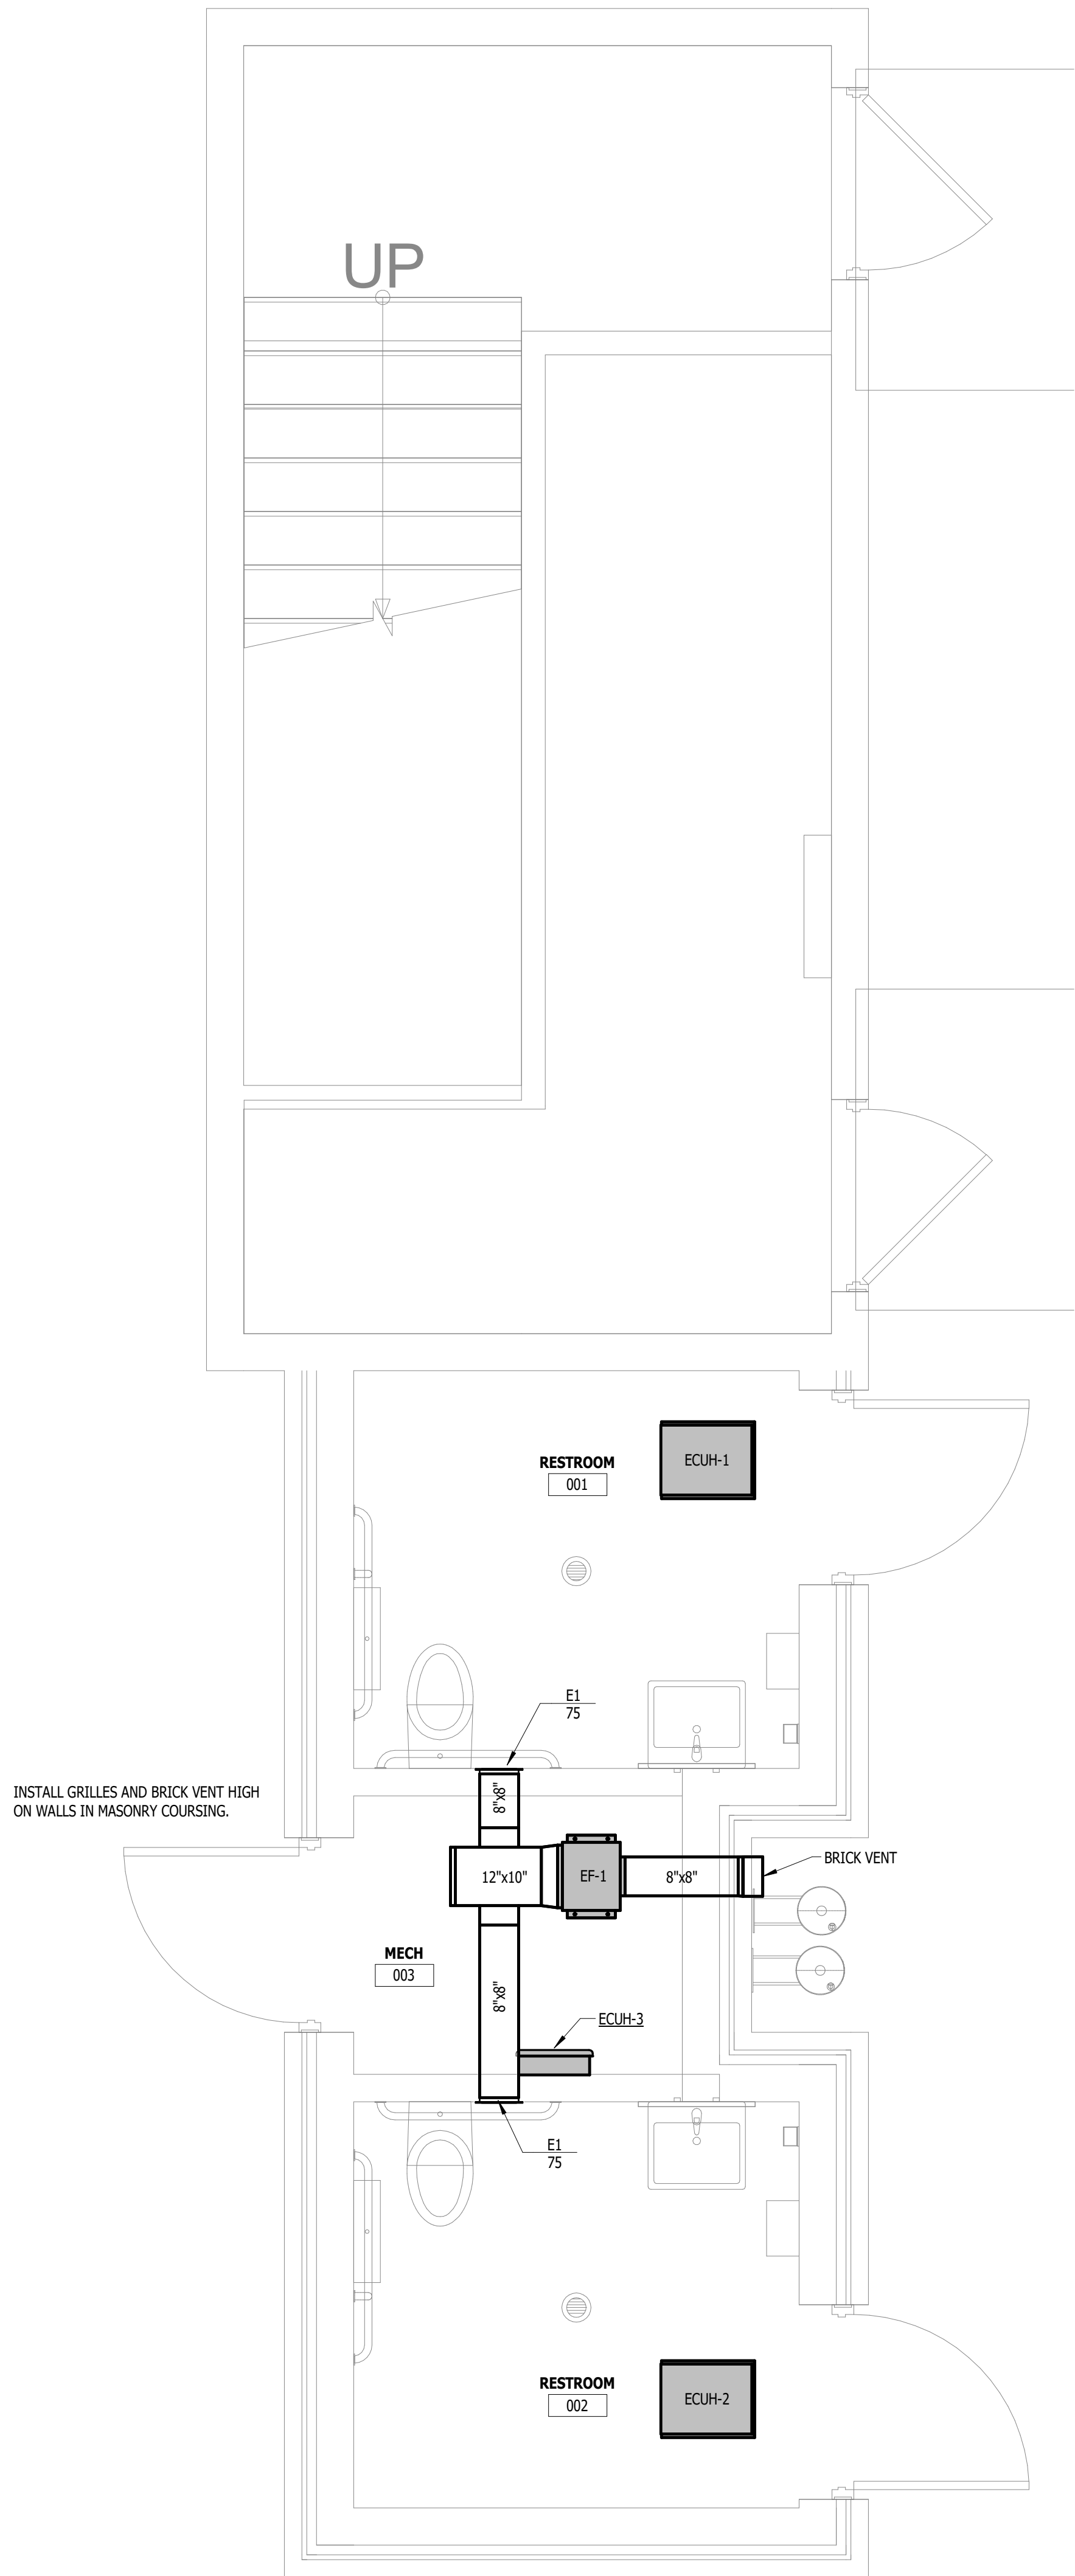 UP
RESTROOM
001
ECUH-1
E1
75
INSTALL GRILLES AND BRICK VENT HIGH
ON WALLS IN MASONRY COURSING.
8"x8"
12"x10"
EF-1
8"x8"
BRICK VENT
MECH
003
8"x8"
ECUH-3
E1
75
RESTROOM
002
ECUH-2